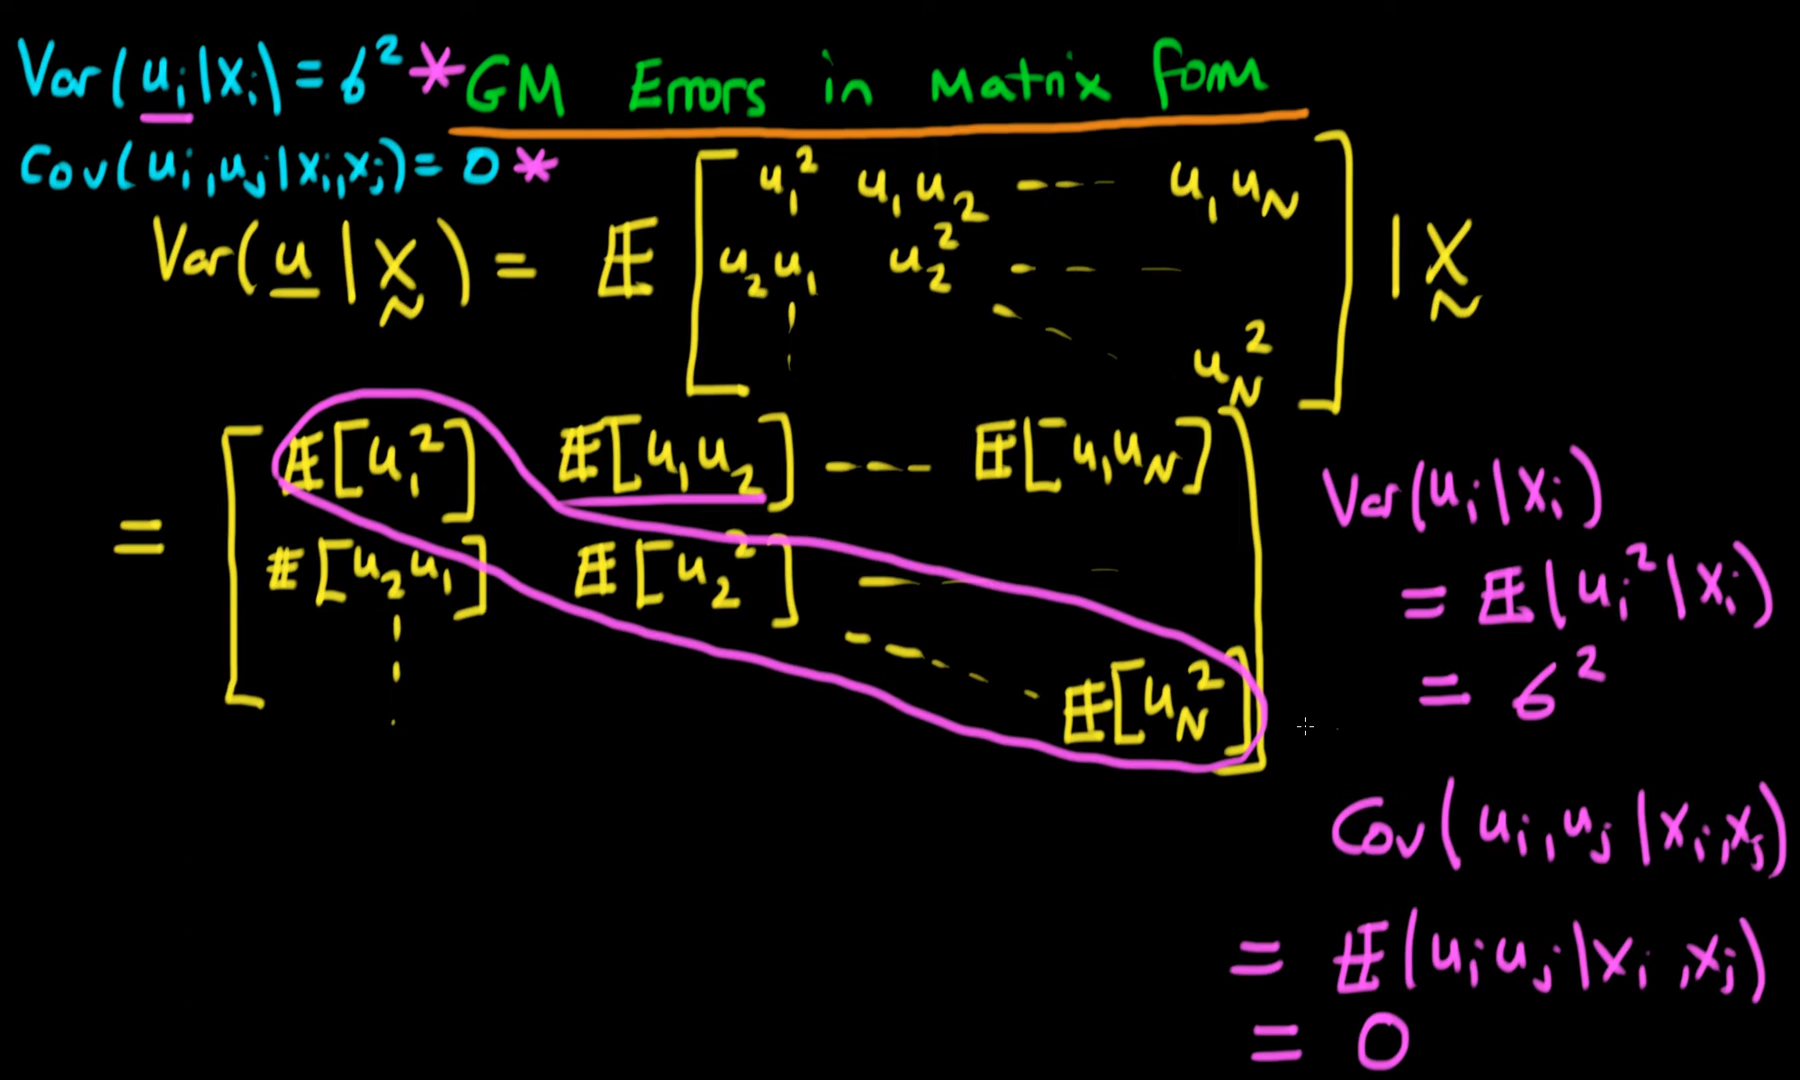 Var(u_i|x_i) = σ² * GM Errors in Matrix form
Cov(u_i, u_j|x_i, x_j) = 0 *
Var(u | X) = E [ u_1² u_1u_2 --- u_1u_N ] | X
u_2u_1 u_2² - - -
u_N²
= [ E[u_1²] E[u_1u_2] --- E[u_1u_N] ]
E[u_2u_1] E[u_2²] - - -
E[u_N²]
Var(u_i|x_i)
= E(u_i²|x_i)
= σ²
Cov(u_i, u_j|x_i, x_j)
= E(u_iu_j|x_i, x_j)
= 0